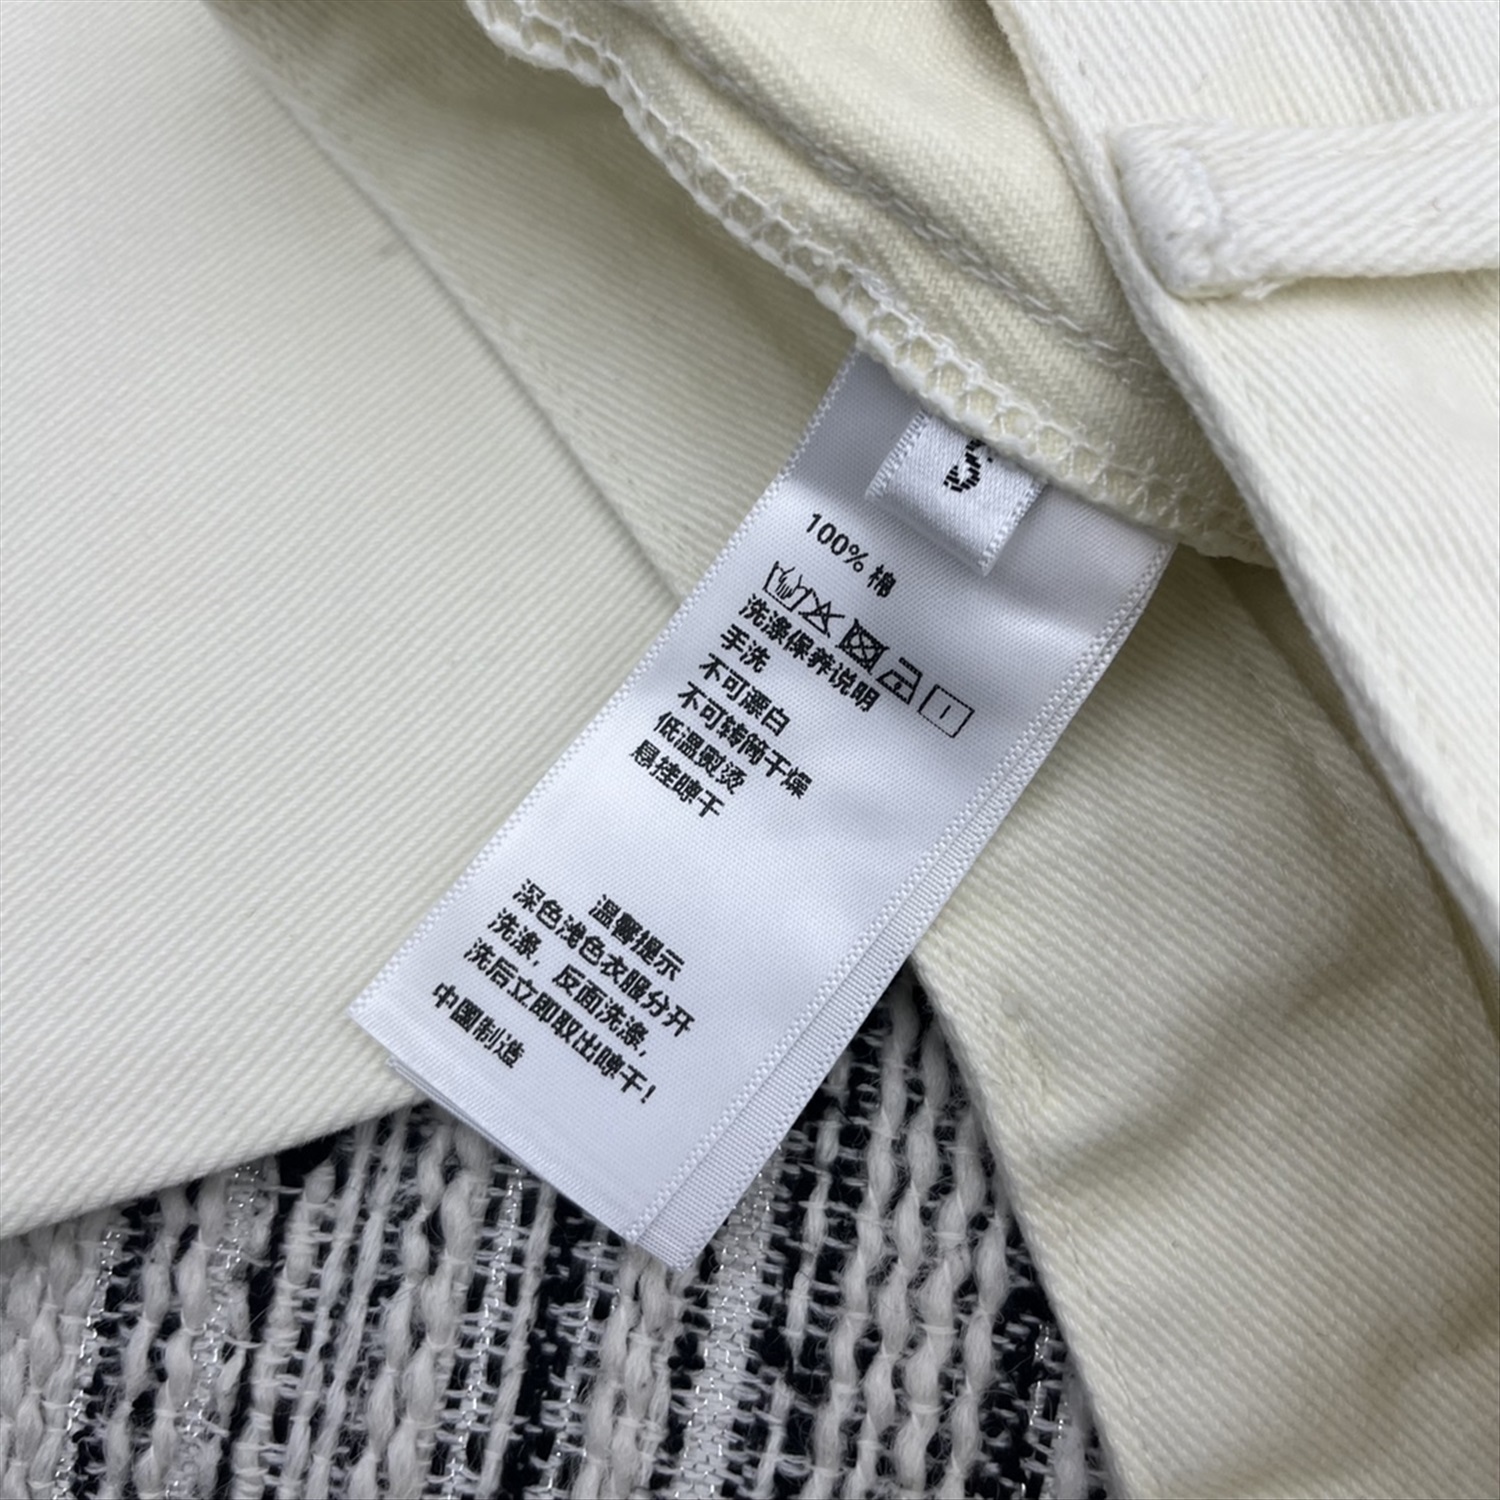 S
100% 棉
洗涤保养说明
手洗
不可漂白
不可转筒干燥
低温熨烫
悬挂晾干
温馨提示
深色浅色衣服分开
洗涤，反面洗涤，
洗后立即取出晾干！
中国制造